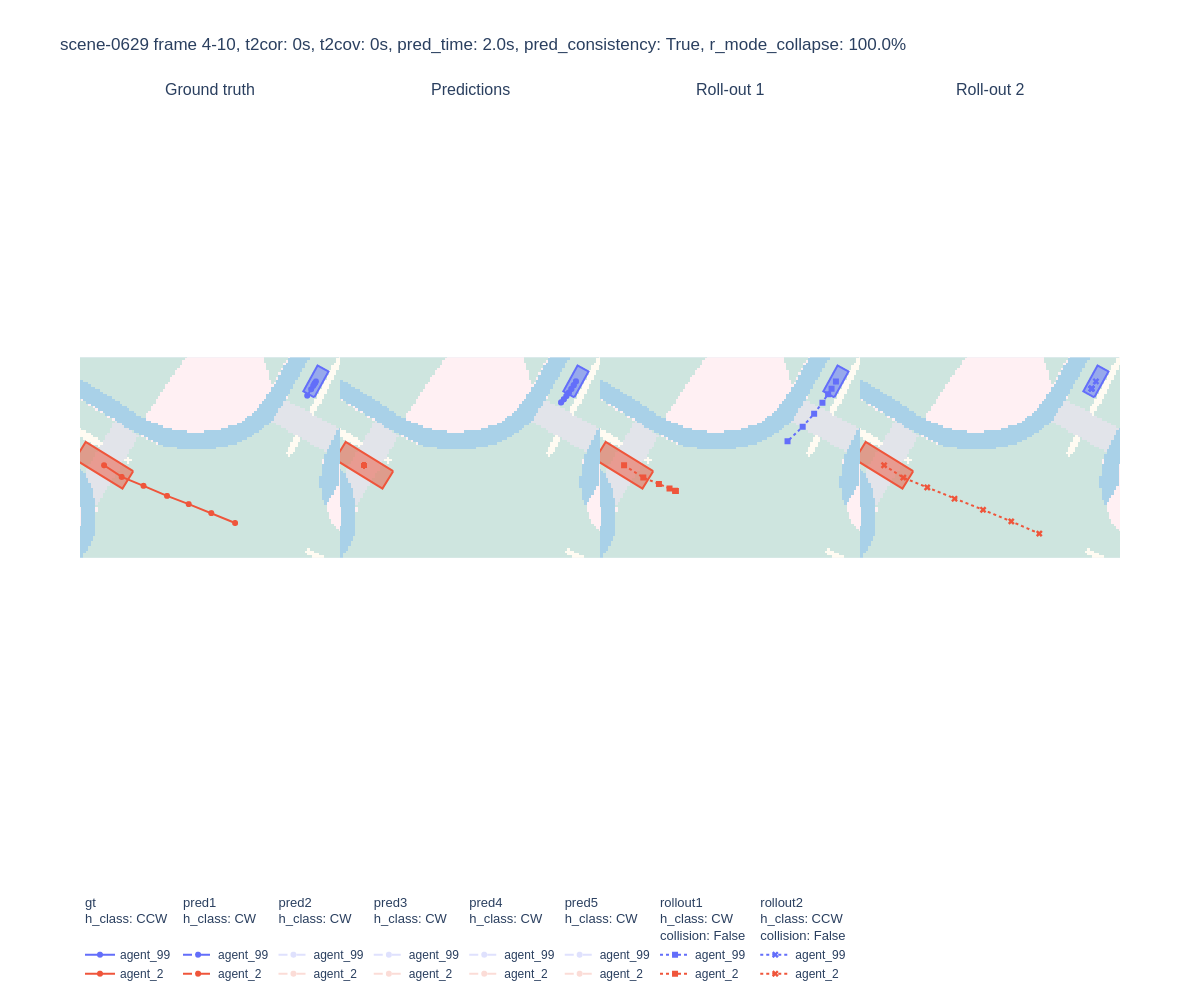 scene-0629 frame 4-10, t2cor: 0s, t2cov: 0s, pred_time: 2.0s, pred_consistency: True, r_mode_collapse: 100.0%
Ground truth
Predictions
Roll-out 1
Roll-out 2
gt
h_class: CCW
agent_99
agent_2
pred1
h_class: CW
agent_99
agent_2
pred2
h_class: CW
agent_99
agent_2
pred3
h_class: CW
agent_99
agent_2
pred4
h_class: CW
agent_99
agent_2
pred5
h_class: CW
agent_99
agent_2
rollout1
h_class: CW
collision: False
agent_99
agent_2
rollout2
h_class: CCW
collision: False
agent_99
agent_2